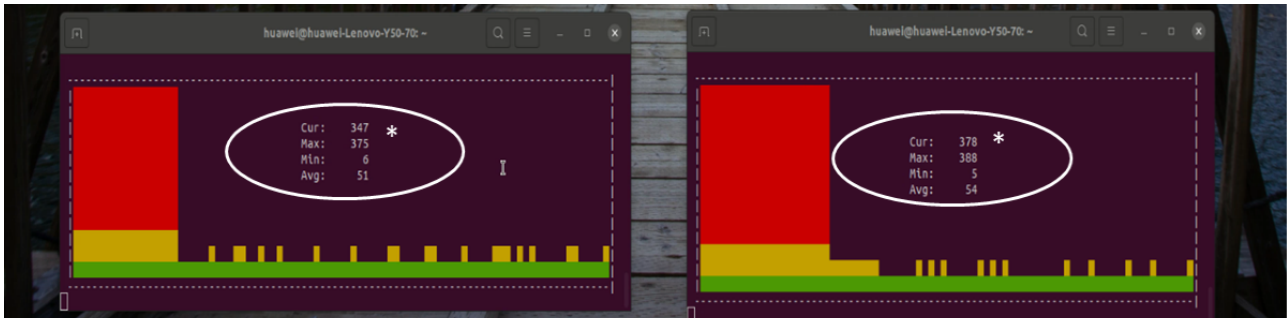 huawei@huawei-Lenovo-Y50-70: ~
Cur: 347 *
Max: 375
Min: 6
Avg: 51
huawei@huawei-Lenovo-Y50-70: ~
Cur: 378 *
Max: 388
Min: 5
Avg: 54